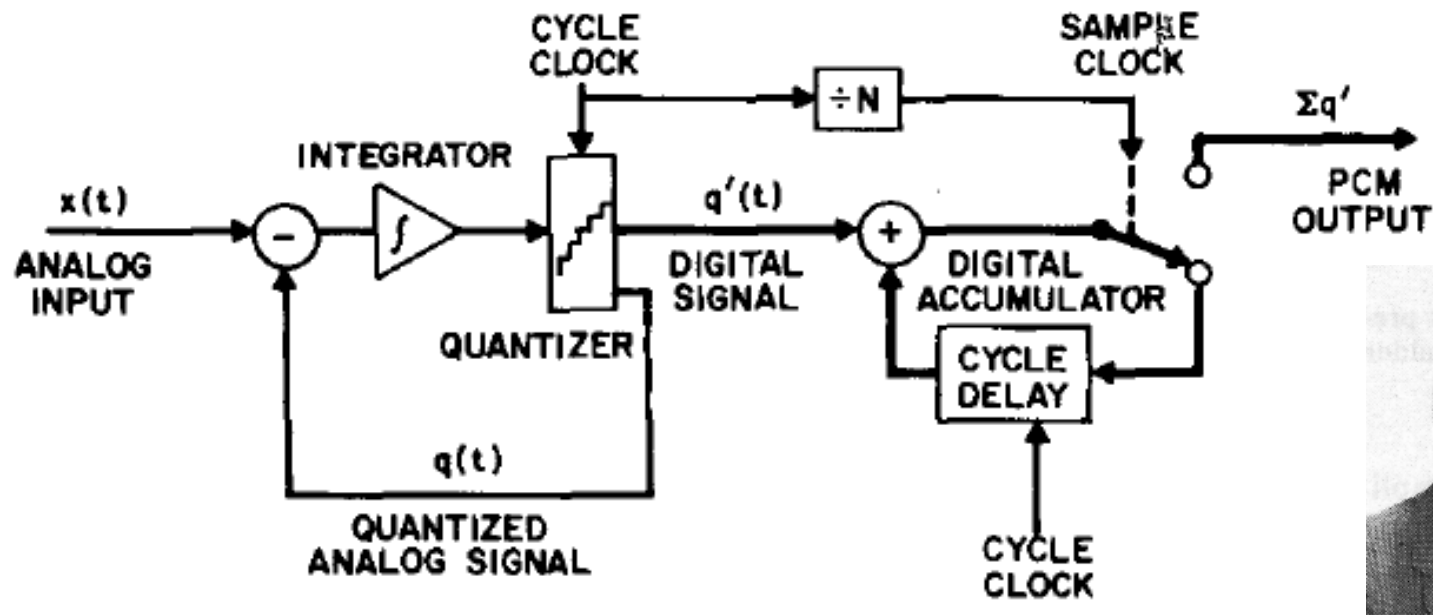 CYCLE
CLOCK
SAMPLE
CLOCK
÷N
Σq'
INTEGRATOR
x(t)
-
∫
q'(t)
+
PCM
OUTPUT
ANALOG
INPUT
DIGITAL
SIGNAL
DIGITAL
ACCUMULATOR
QUANTIZER
CYCLE
DELAY
q(t)
QUANTIZED
ANALOG SIGNAL
CYCLE
CLOCK